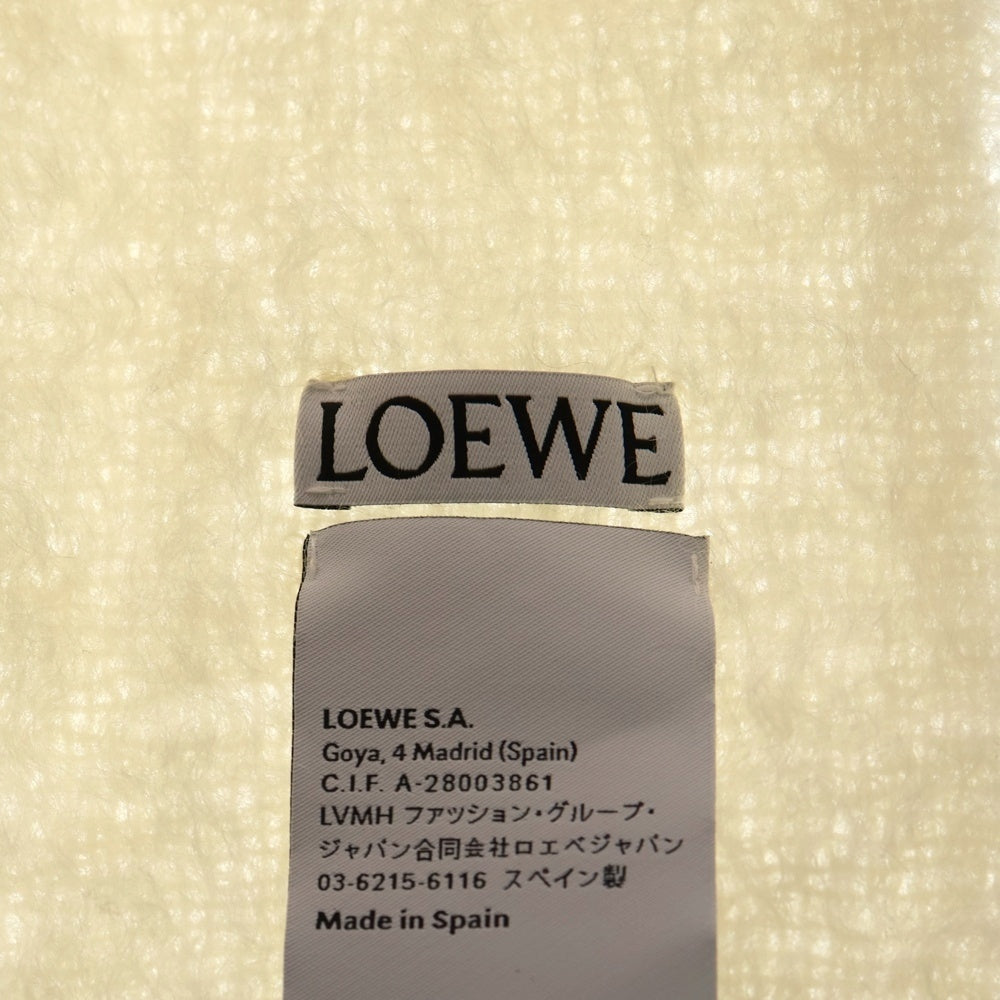 LOEWE
LOEWE S.A.
Goya, 4 Madrid (Spain)
C.I.F. A-28003861
LVMH ファッション・グループ・
ジャパン合同会社ロエベジャパン
03-6215-6116 スペイン製
Made in Spain